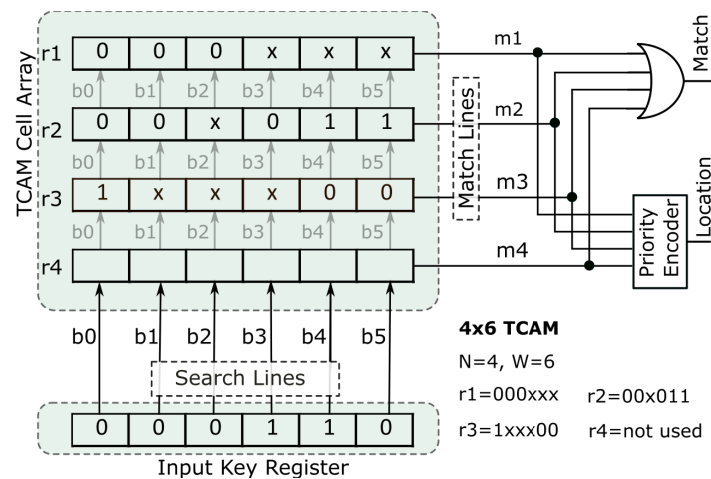 TCAM Cell Array
r1 0 0 0 x x x m1
b0 b1 b2 b3 b4 b5
r2 0 0 x 0 1 1 m2
b0 b1 b2 b3 b4 b5
r3 1 x x x 0 0 m3
b0 b1 b2 b3 b4 b5
r4 m4
Match Lines
Match
Priority
Encoder
Location
b0 b1 b2 b3 b4 b5
Search Lines
0 0 0 1 1 0
Input Key Register
4x6 TCAM
N=4, W=6
r1=000xxx r2=00x011
r3=1xxx00 r4=not used